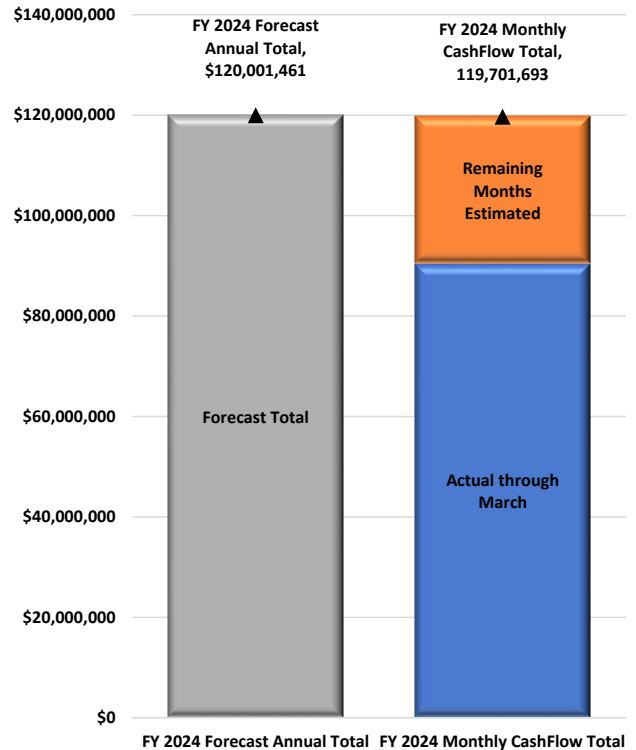 $140,000,000
$120,000,000
$100,000,000
$80,000,000
$60,000,000
$40,000,000
$20,000,000
$0
FY 2024 Forecast
Annual Total,
$120,001,461
FY 2024 Monthly
CashFlow Total,
119,701,693
Forecast Total
Remaining
Months
Estimated
Actual through
March
FY 2024 Forecast Annual Total
FY 2024 Monthly CashFlow Total